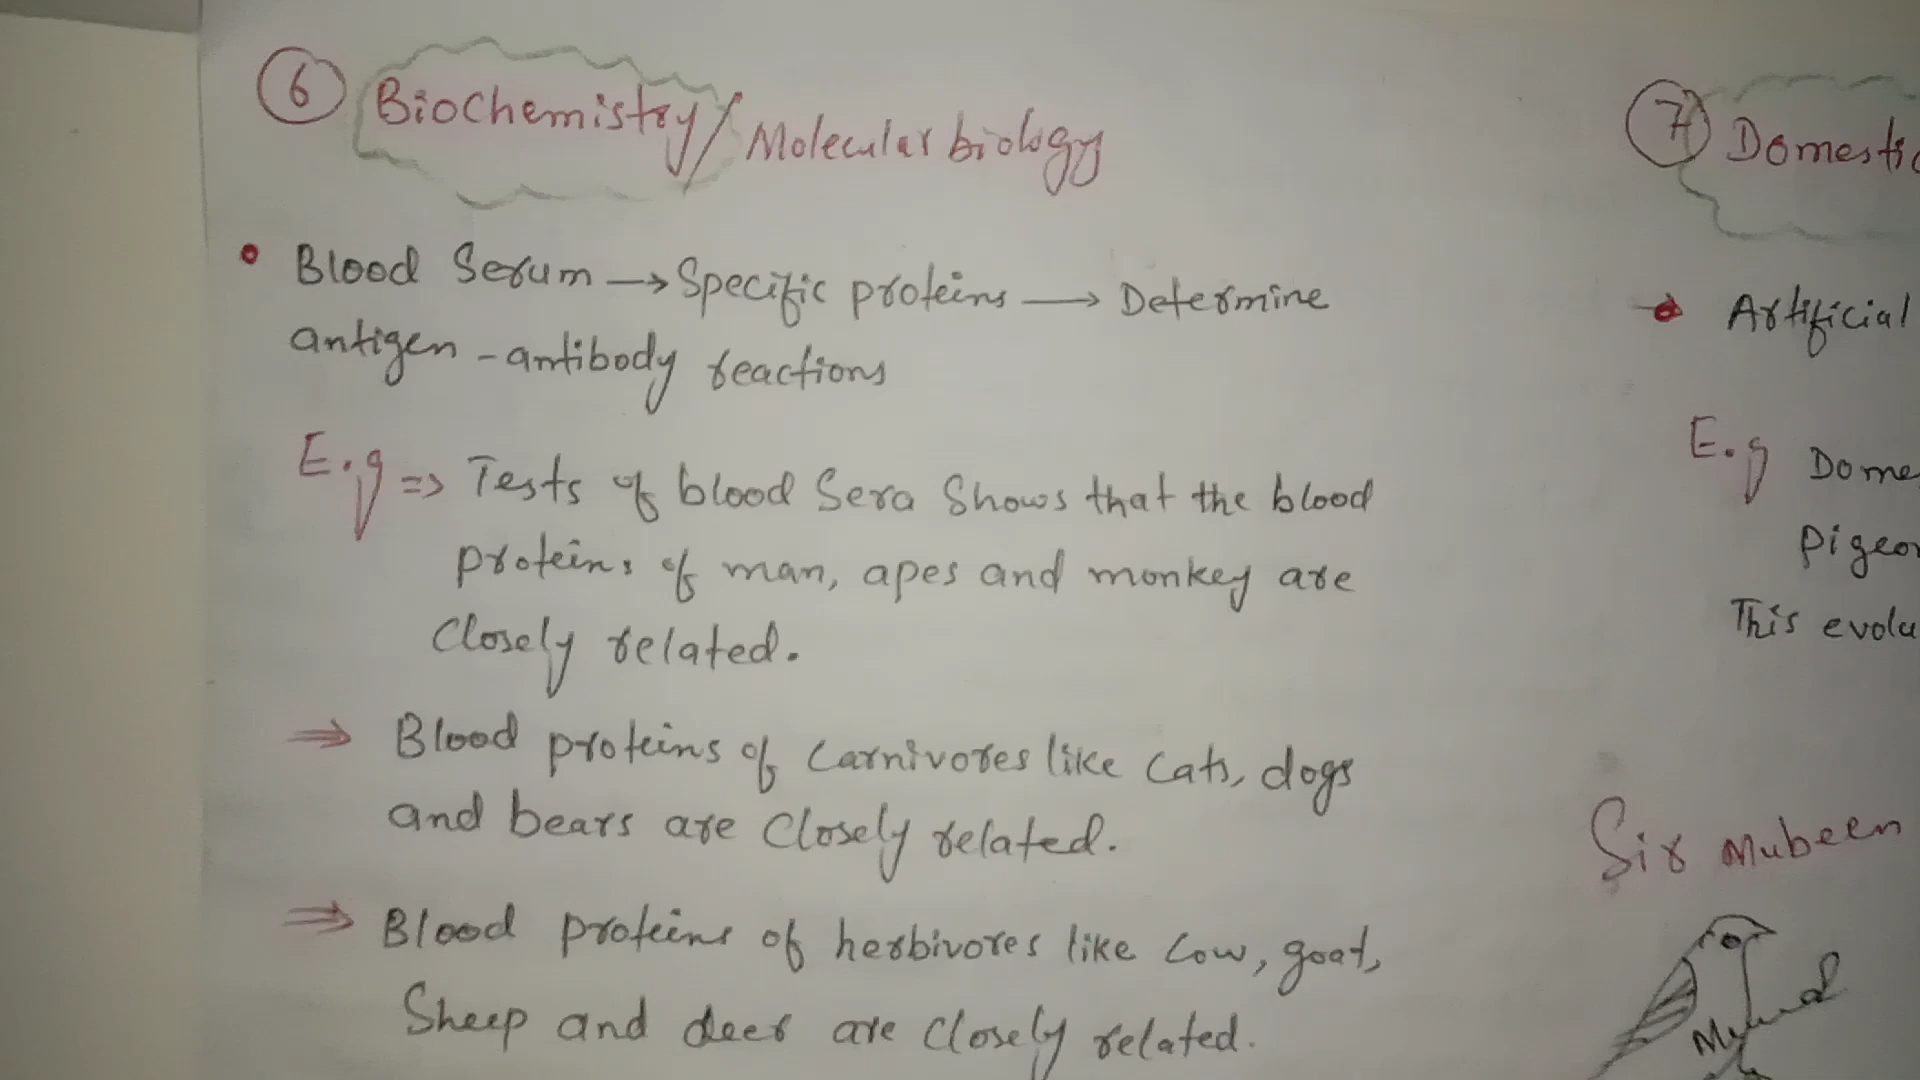 6 Biochemistry/Molecular biology
• Blood Serum → Specific proteins → Determine
antigen - antibody reactions
E.g => Tests of blood Sera Shows that the blood
proteins of man, apes and monkey are
Closely related.
⇒ Blood proteins of Carnivores like Cats, dogs
and bears are Closely related.
⇒ Blood proteins of herbivores like Cow, goat,
Sheep and deer are Closely related.
7 Domestic
• Artificial
E.g Domes
Pigeon
This evolu
Sir Mubeen